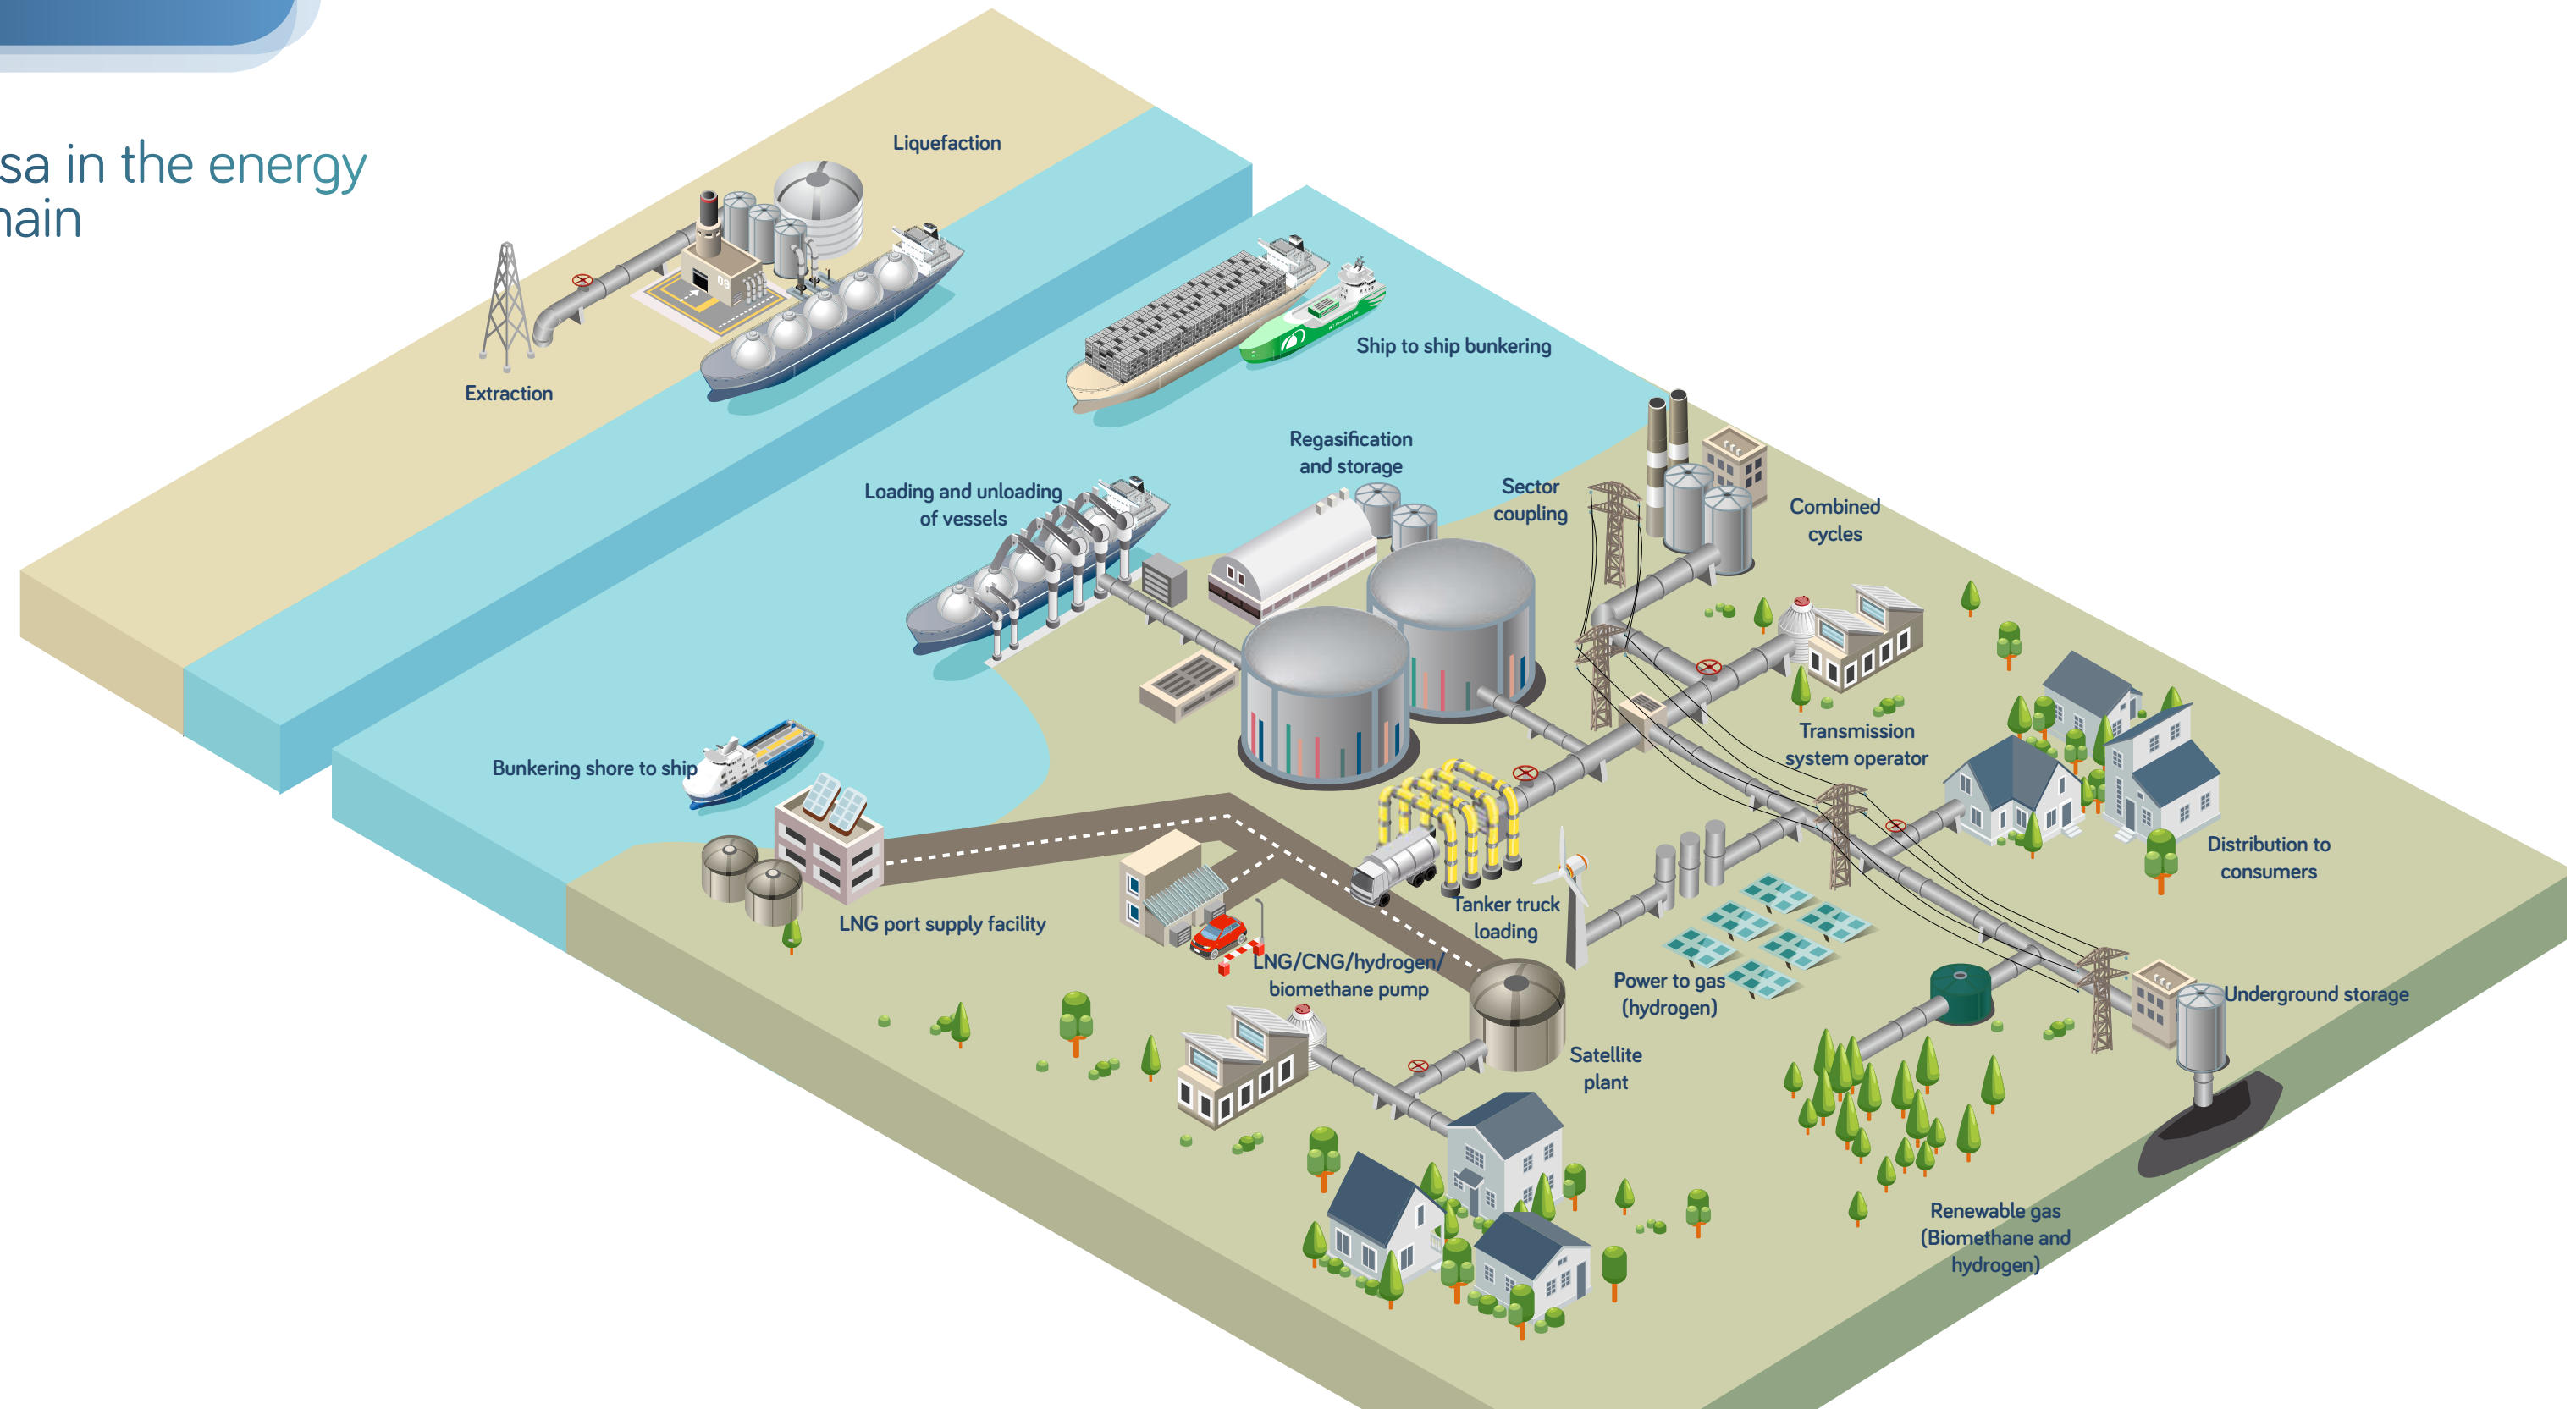 sa in the energy
hain
Liquefaction
Extraction
Ship to ship bunkering
Regasification
and storage
Loading and unloading
of vessels
Sector
coupling
Combined
cycles
Transmission
system operator
Bunkering shore to ship
Distribution to
consumers
LNG port supply facility
Tanker truck
loading
LNG/CNG/hydrogen/
biomethane pump
Power to gas
(hydrogen)
Underground storage
Satellite
plant
Renewable gas
(Biomethane and
hydrogen)